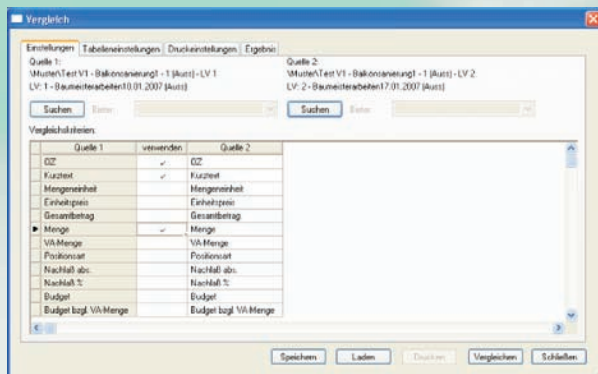 Vergleich
Einstellungen Tabelleneinstellungen Druckeinstellungen Ergebnis
Quelle 1: Quelle 2:
\Muster\Test V1 - Balkonsanierung1 - 1 (Auss) - LV 1 \Muster\Test V1 - Balkonsanierung1 - 1 (Auss) - LV 2
LV: 1 - Baumeisterarbeiten10.01.2007 (Auss) LV: 2 - Baumeisterarbeiten17.01.2007 (Auss)
Suchen Bieter: Suchen Bieter:
Vergleichskriterien:
Quelle 1 verwenden Quelle 2
OZ ✓ OZ
Kurztext ✓ Kurztext
Mengeneinheit Mengeneinheit
Einheitspreis Einheitspreis
Gesamtbetrag Gesamtbetrag
Menge ✓ Menge
VA-Menge VA-Menge
Positionsart Positionsart
Nachlaß abs. Nachlaß abs.
Nachlaß % Nachlaß %
Budget Budget
Budget bzgl. VA-Menge Budget bzgl. VA-Menge
Speichern Laden Drucken Vergleichen Schließen